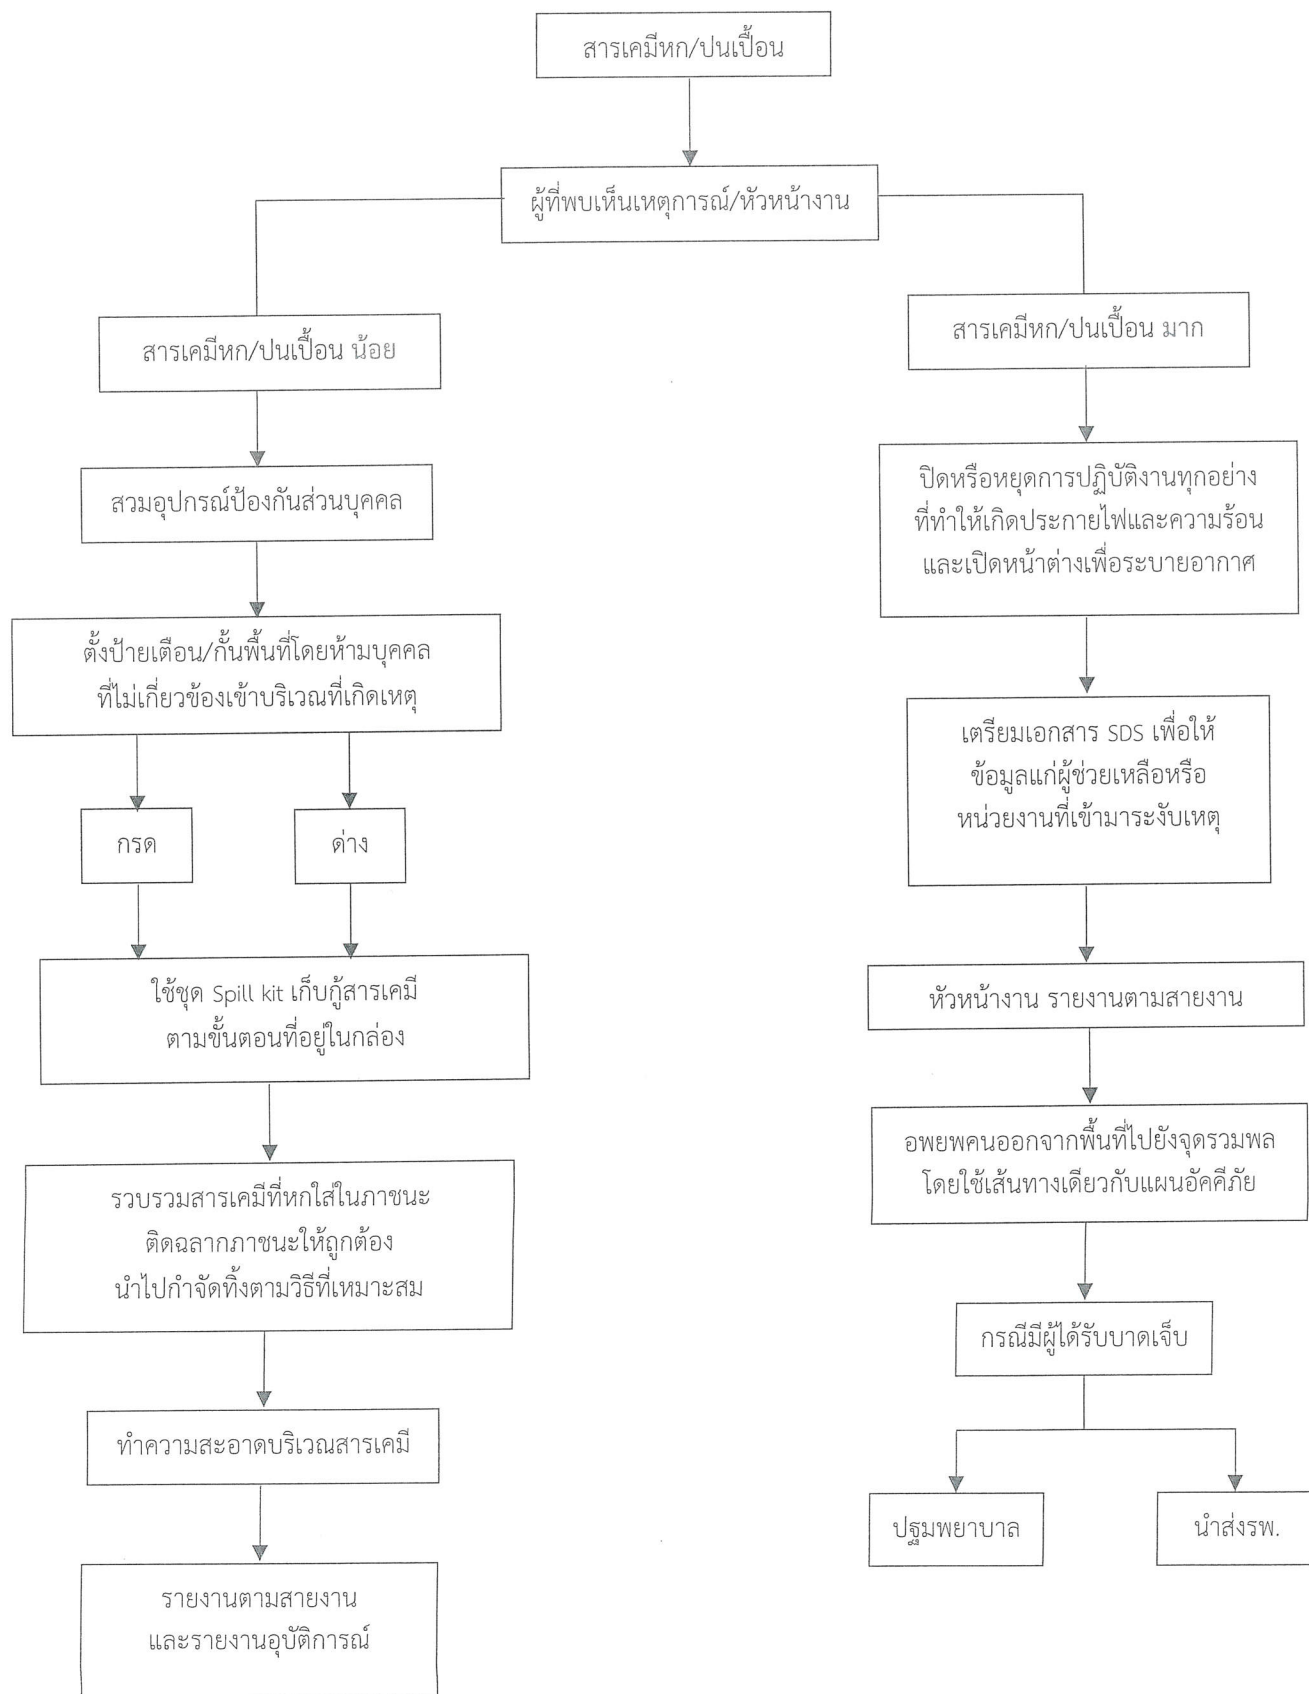 สารเคมีหก/ปนเปื้อน
ผู้ที่พบเห็นเหตุการณ์/หัวหน้างาน
สารเคมีหก/ปนเปื้อน น้อย
สวมอุปกรณ์ป้องกันส่วนบุคคล
ตั้งป้ายเตือน/กั้นพื้นที่โดยห้ามบุคคล
ที่ไม่เกี่ยวข้องเข้าบริเวณที่เกิดเหตุ
กรด
ด่าง
ใช้ชุด Spill kit เก็บกู้สารเคมี
ตามขั้นตอนที่อยู่ในกล่อง
รวบรวมสารเคมีที่หกใส่ในภาชนะ
ติดฉลากภาชนะให้ถูกต้อง
นำไปกำจัดทิ้งตามวิธีที่เหมาะสม
ทำความสะอาดบริเวณสารเคมี
รายงานตามสายงาน
และรายงานอุบัติการณ์
สารเคมีหก/ปนเปื้อน มาก
ปิดหรือหยุดการปฏิบัติงานทุกอย่าง
ที่ทำให้เกิดประกายไฟและความร้อน
และเปิดหน้าต่างเพื่อระบายอากาศ
เตรียมเอกสาร SDS เพื่อให้
ข้อมูลแก่ผู้ช่วยเหลือหรือ
หน่วยงานที่เข้ามาระงับเหตุ
หัวหน้างาน รายงานตามสายงาน
อพยพคนออกจากพื้นที่ไปยังจุดรวมพล
โดยใช้เส้นทางเดียวกับแผนอัคคีภัย
กรณีมีผู้ได้รับบาดเจ็บ
ปฐมพยาบาล
นำส่งรพ.